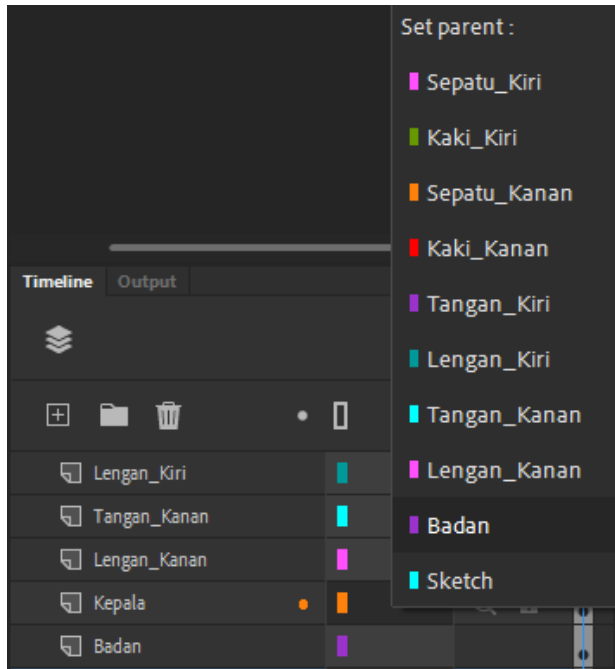 Set parent :
Sepatu_Kiri
Kaki_Kiri
Sepatu_Kanan
Kaki_Kanan
Tangan_Kiri
Lengan_Kiri
Tangan_Kanan
Lengan_Kanan
Badan
Sketch
Timeline Output
Lengan_Kiri
Tangan_Kanan
Lengan_Kanan
Kepala
Badan